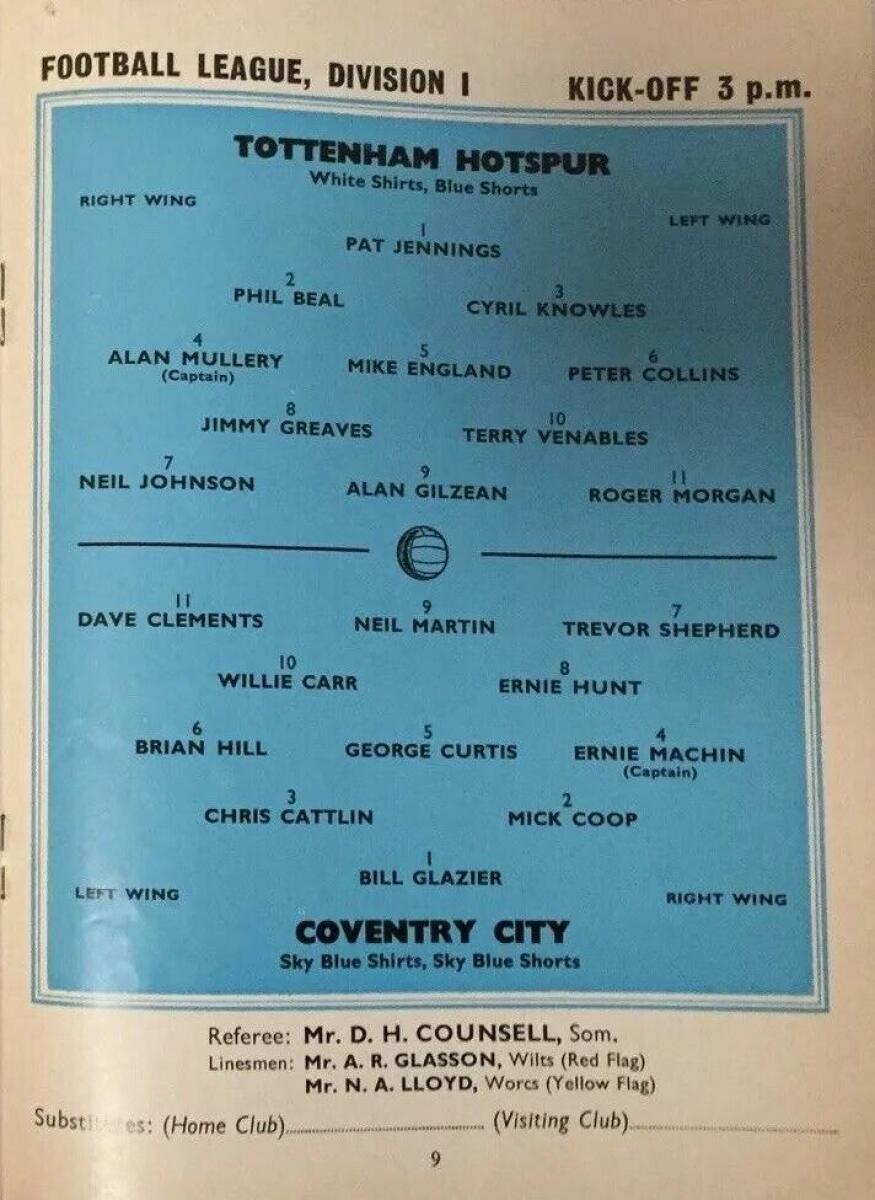 FOOTBALL LEAGUE, DIVISION I KICK-OFF 3 p.m.
TOTTENHAM HOTSPUR
White Shirts, Blue Shorts
RIGHT WING LEFT WING
1
PAT JENNINGS
2 3
PHIL BEAL CYRIL KNOWLES
4 5 6
ALAN MULLERY MIKE ENGLAND PETER COLLINS
(Captain)
8 10
JIMMY GREAVES TERRY VENABLES
7 9 11
NEIL JOHNSON ALAN GILZEAN ROGER MORGAN
11 9 7
DAVE CLEMENTS NEIL MARTIN TREVOR SHEPHERD
10 8
WILLIE CARR ERNIE HUNT
6 5 4
BRIAN HILL GEORGE CURTIS ERNIE MACHIN
(Captain)
3 2
CHRIS CATTLIN MICK COOP
1
BILL GLAZIER
LEFT WING RIGHT WING
COVENTRY CITY
Sky Blue Shirts, Sky Blue Shorts
Referee: Mr. D. H. COUNSELL, Som.
Linesmen: Mr. A. R. GLASSON, Wilts (Red Flag)
Mr. N. A. LLOYD, Worcs (Yellow Flag)
Substitutes: (Home Club).................... (Visiting Club)....................
9